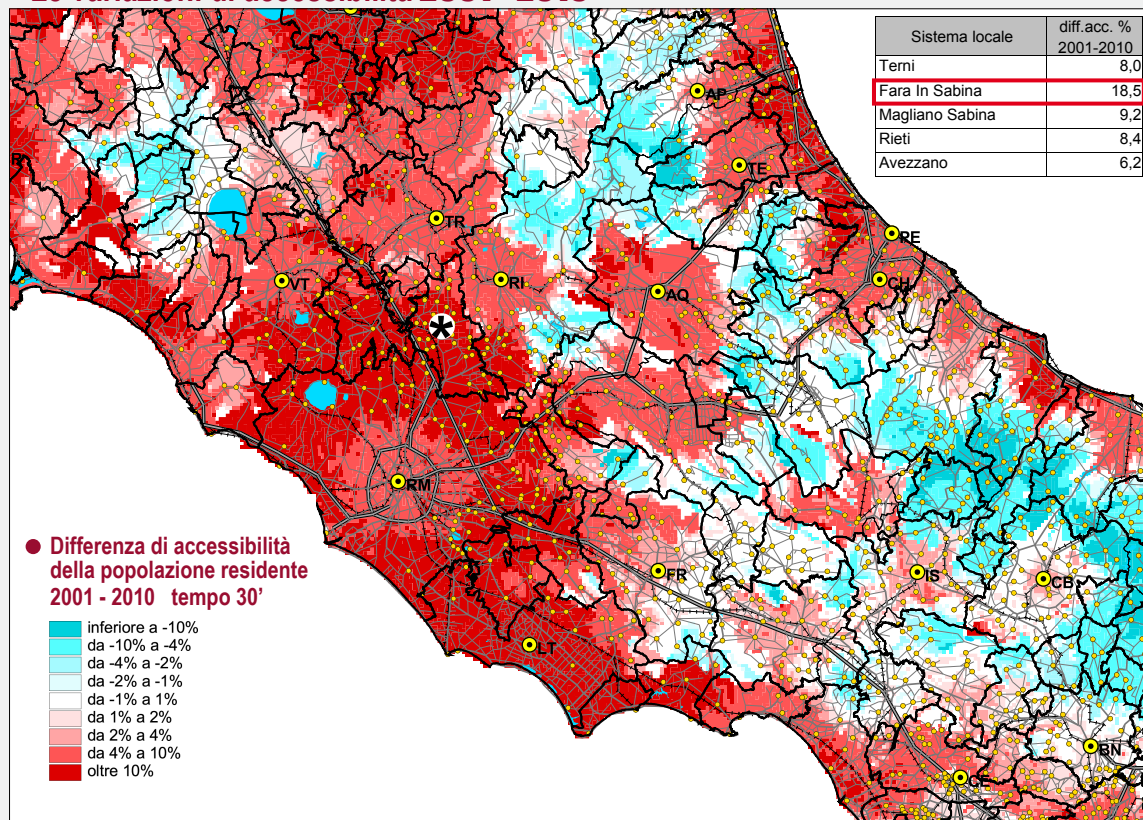 Sistema locale
diff.acc. %
2001-2010
Terni 8,0
Fara In Sabina 18,5
Magliano Sabina 9,2
Rieti 8,4
Avezzano 6,2
AP
TE
TR
PE
VT
RI
AQ
CH
*
RM
FR
IS
CB
LT
BN
CE
● Differenza di accessibilità
della popolazione residente
2001 - 2010 tempo 30’
inferiore a -10%
da -10% a -4%
da -4% a -2%
da -2% a -1%
da -1% a 1%
da 1% a 2%
da 2% a 4%
da 4% a 10%
oltre 10%